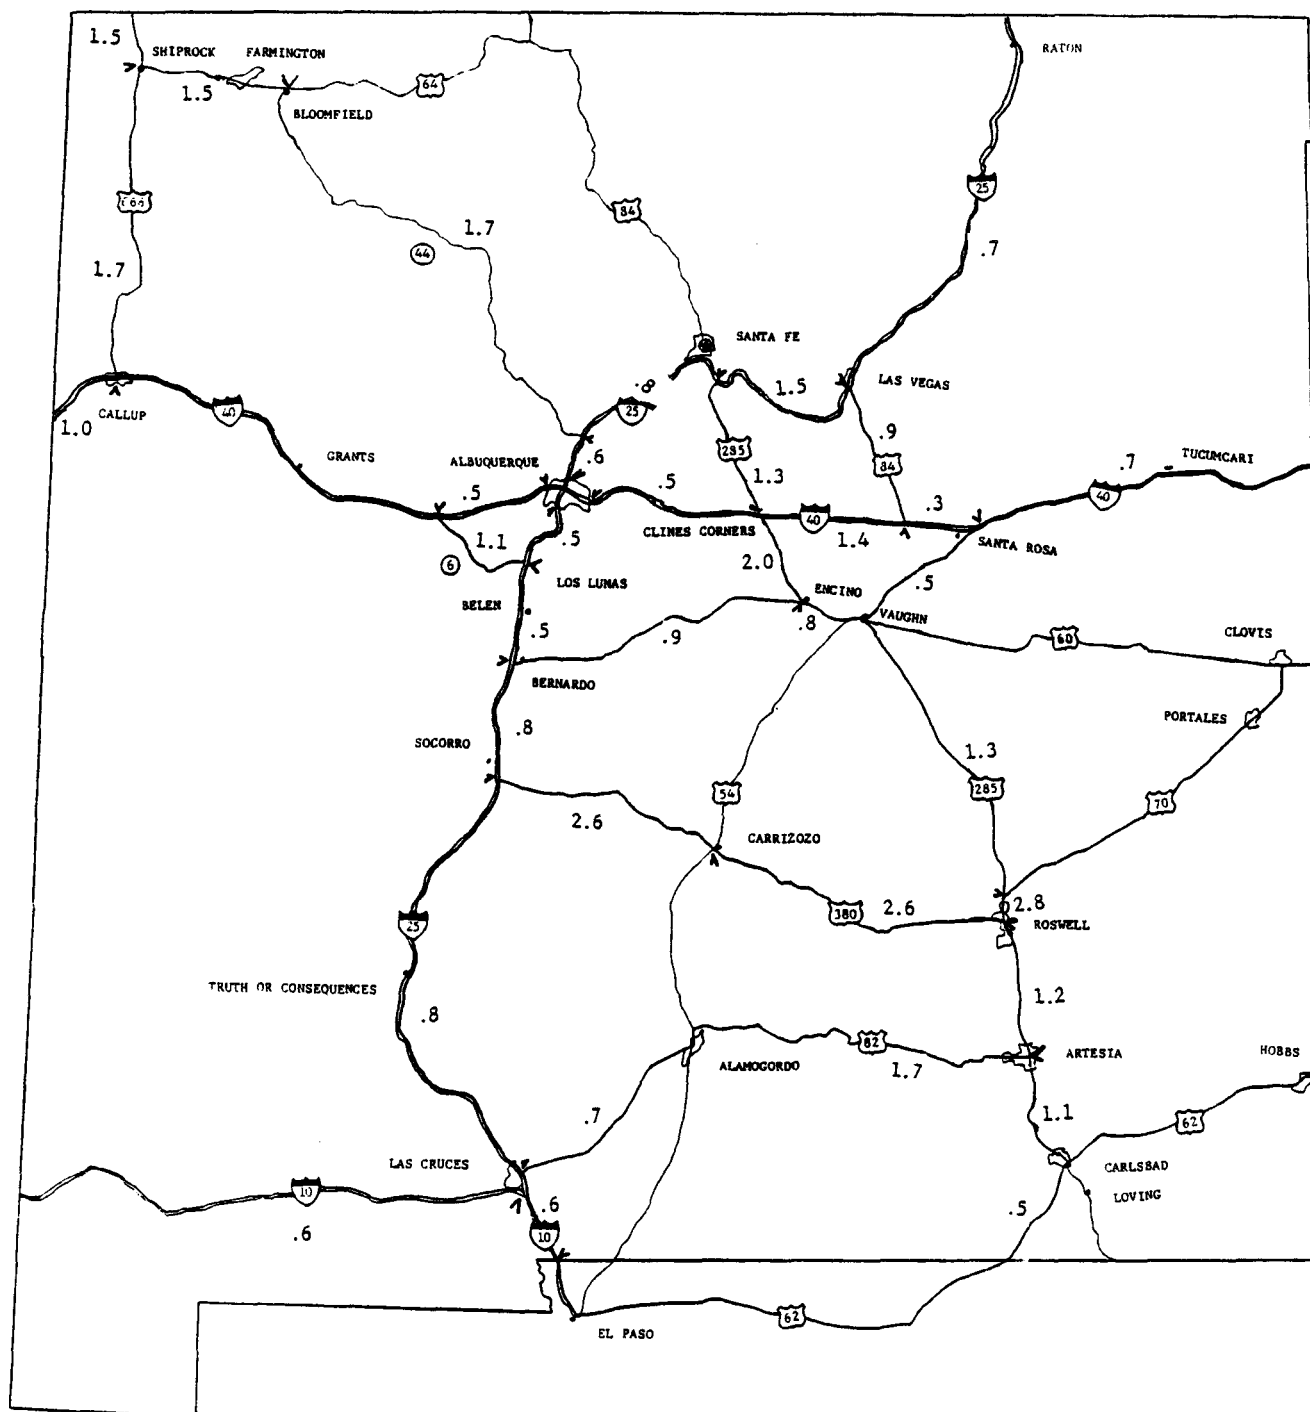 1.5
SHIPROCK FARMINGTON
RATON
64
1.5
BLOOMFIELD
25
84
1.7
44
.7
1.7
SANTA FE
.8
1.5
LAS VEGAS
40
25
CALLUP
1.0
.9
285
84
.6
GRANTS
ALBUQUERQUE
.7
TUCUMCARI
1.3
.5
.5
40
.3
40
CLINES CORNERS
1.4
SANTA ROSA
1.1
.5
6
LOS LUNAS
2.0
.5
ENCINO
BELEN
VAUGHN
.5
.9
.8
60
CLOVIS
BERNARDO
PORTALES
.8
SOCORRO
1.3
54
285
70
2.6
CARRIZOZO
2.6
2.8
380
25
ROSWELL
TRUTH OR CONSEQUENCES
1.2
.8
82
ARTESIA
HOBBS
ALAMOGORDO
1.7
.7
1.1
62
LAS CRUCES
CARLSBAD
10
LOVING
.6
.5
.6
10
62
EL PASO